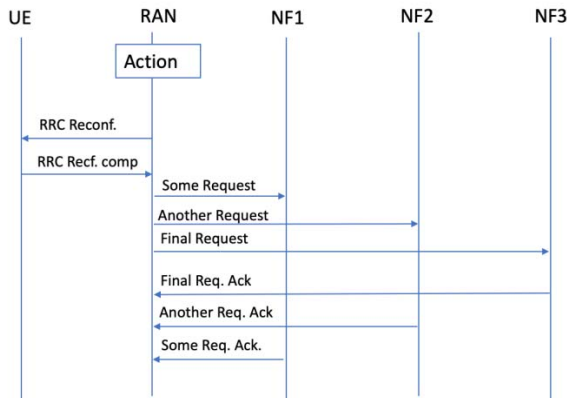 UE
RAN
NF1
NF2
NF3
Action
RRC Reconf.
RRC Recf. comp
Some Request
Another Request
Final Request
Final Req. Ack
Another Req. Ack
Some Req. Ack.